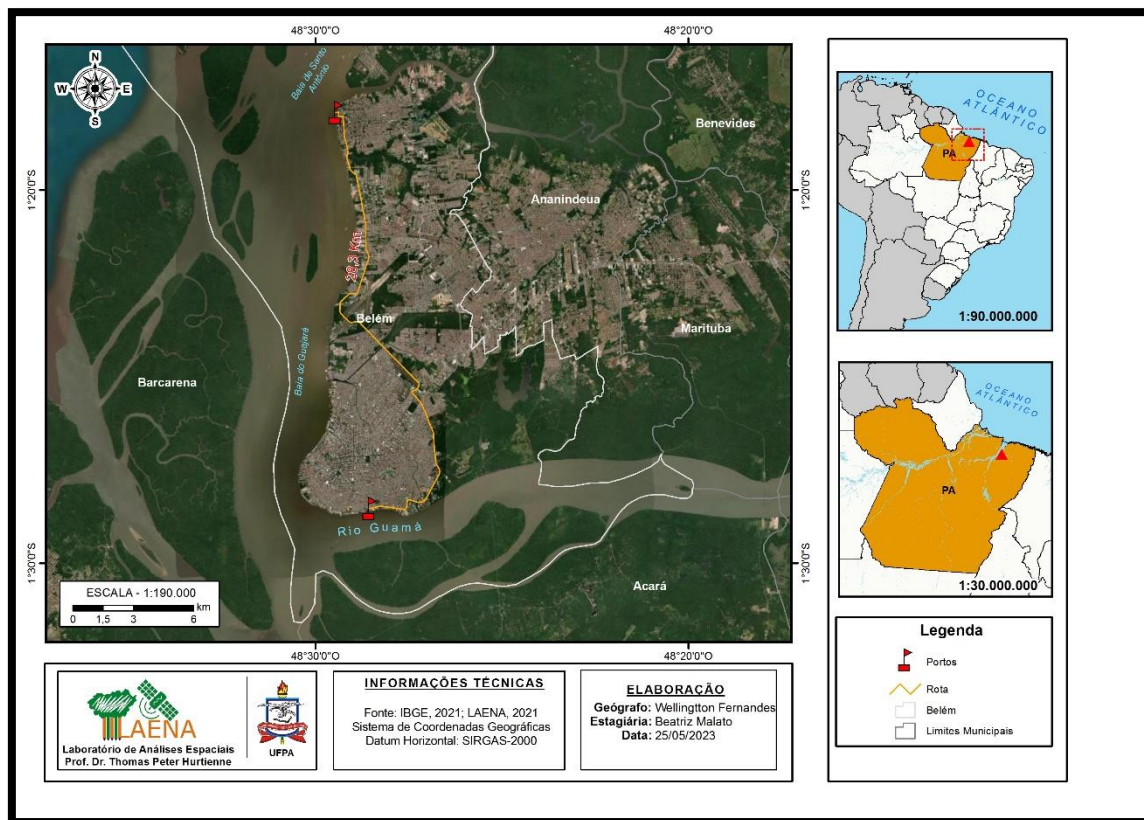 48°30'0"O
48°20'0"O
N
W
E
S
Baía de Santo
Antônio
Benevides
Ananindeua
1°20'0"S
1°20'0"S
28,3 Km
Belém
Marituba
Baía do Guajará
Barcarena
Rio Guamá
Acará
1°30'0"S
1°30'0"S
ESCALA - 1:190.000
km
0 1,5 3 6
48°30'0"O
48°20'0"O
OCEANO
ATLÂNTICO
PA
1:90.000.000
OCEANO
ATLÂNTICO
PA
1:30.000.000
Legenda
Portos
Rota
Belém
Limites Municipais
LAENA
Laboratório de Análises Espaciais
Prof. Dr. Thomas Peter Hurtienne
UFPA
INFORMAÇÕES TÉCNICAS
Fonte: IBGE, 2021; LAENA, 2021
Sistema de Coordenadas Geográficas
Datum Horizontal: SIRGAS-2000
ELABORAÇÃO
Geógrafo: Wellingtton Fernandes
Estagiária: Beatriz Malato
Data: 25/05/2023